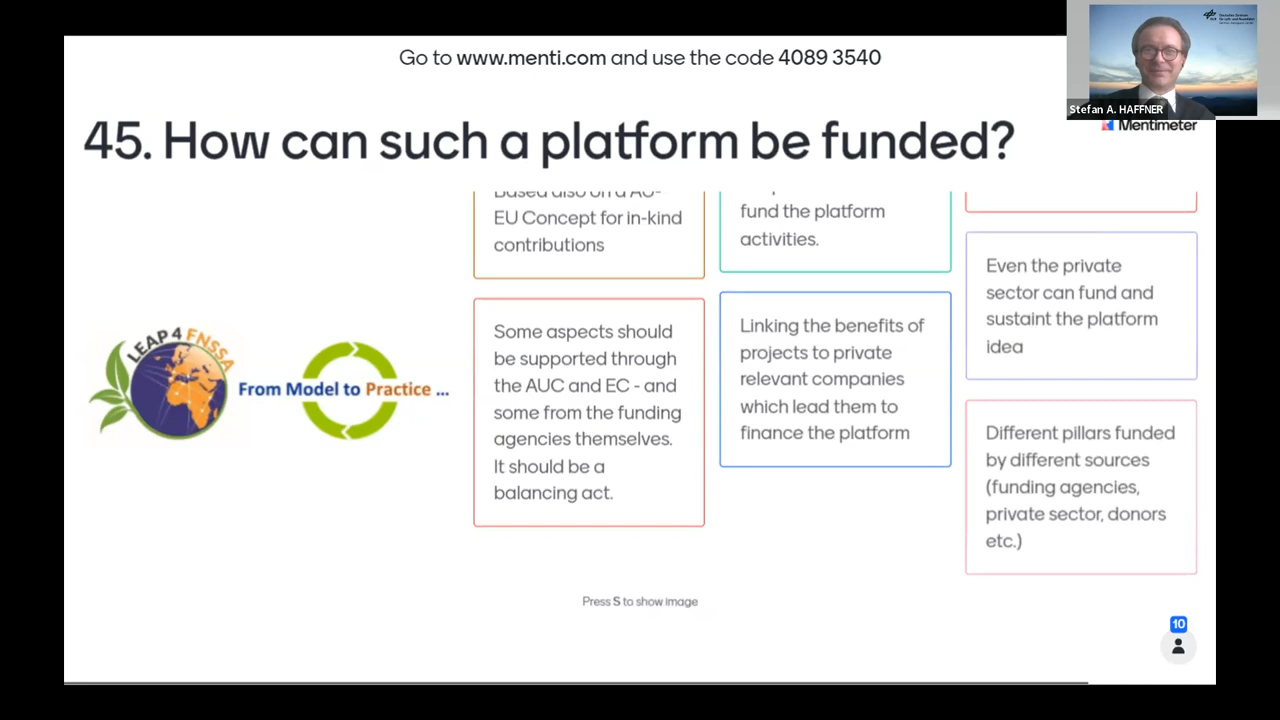 Go to www.menti.com and use the code 4089 3540
Stefan A. HAFFNER
Mentimeter
45. How can such a platform be funded?
LEAP 4 FNSSA
From Model to Practice ...
Based also on a AU-
EU Concept for in-kind
contributions
Some aspects should
be supported through
the AUC and EC - and
some from the funding
agencies themselves.
It should be a
balancing act.
fund the platform
activities.
Linking the benefits of
projects to private
relevant companies
which lead them to
finance the platform
Even the private
sector can fund and
sustaint the platform
idea
Different pillars funded
by different sources
(funding agencies,
private sector, donors
etc.)
Press S to show image
10